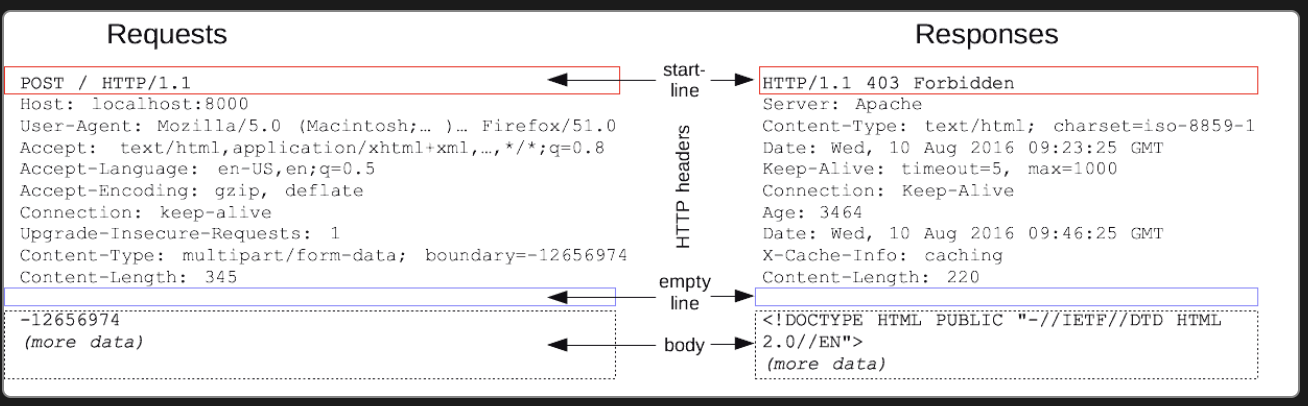 Requests
POST / HTTP/1.1
Host: localhost:8000
User-Agent: Mozilla/5.0 (Macintosh;… )… Firefox/51.0
Accept: text/html,application/xhtml+xml,…,*/*;q=0.8
Accept-Language: en-US,en;q=0.5
Accept-Encoding: gzip, deflate
Connection: keep-alive
Upgrade-Insecure-Requests: 1
Content-Type: multipart/form-data; boundary=-12656974
Content-Length: 345
-12656974
(more data)
start-
line
HTTP headers
empty
line
body
Responses
HTTP/1.1 403 Forbidden
Server: Apache
Content-Type: text/html; charset=iso-8859-1
Date: Wed, 10 Aug 2016 09:23:25 GMT
Keep-Alive: timeout=5, max=1000
Connection: Keep-Alive
Age: 3464
Date: Wed, 10 Aug 2016 09:46:25 GMT
X-Cache-Info: caching
Content-Length: 220
<!DOCTYPE HTML PUBLIC "-//IETF//DTD HTML
2.0//EN">
(more data)